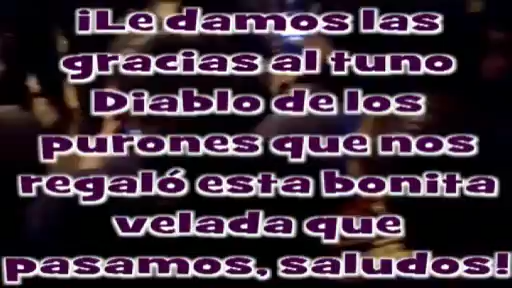 ¡Le damos las
gracias al tuno
Diablo de los
purones que nos
regaló esta bonita
velada que
pasamos, saludos!